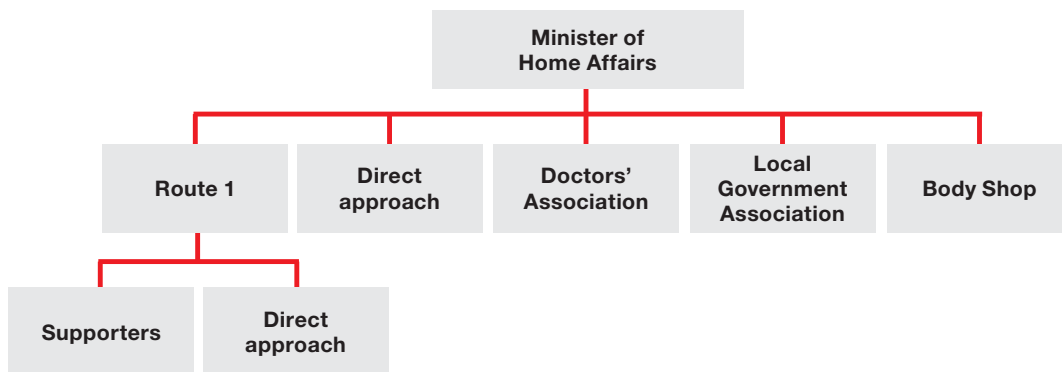 Minister of
Home Affairs
Route 1
Direct
approach
Doctors’
Association
Local
Government
Association
Body Shop
Supporters
Direct
approach